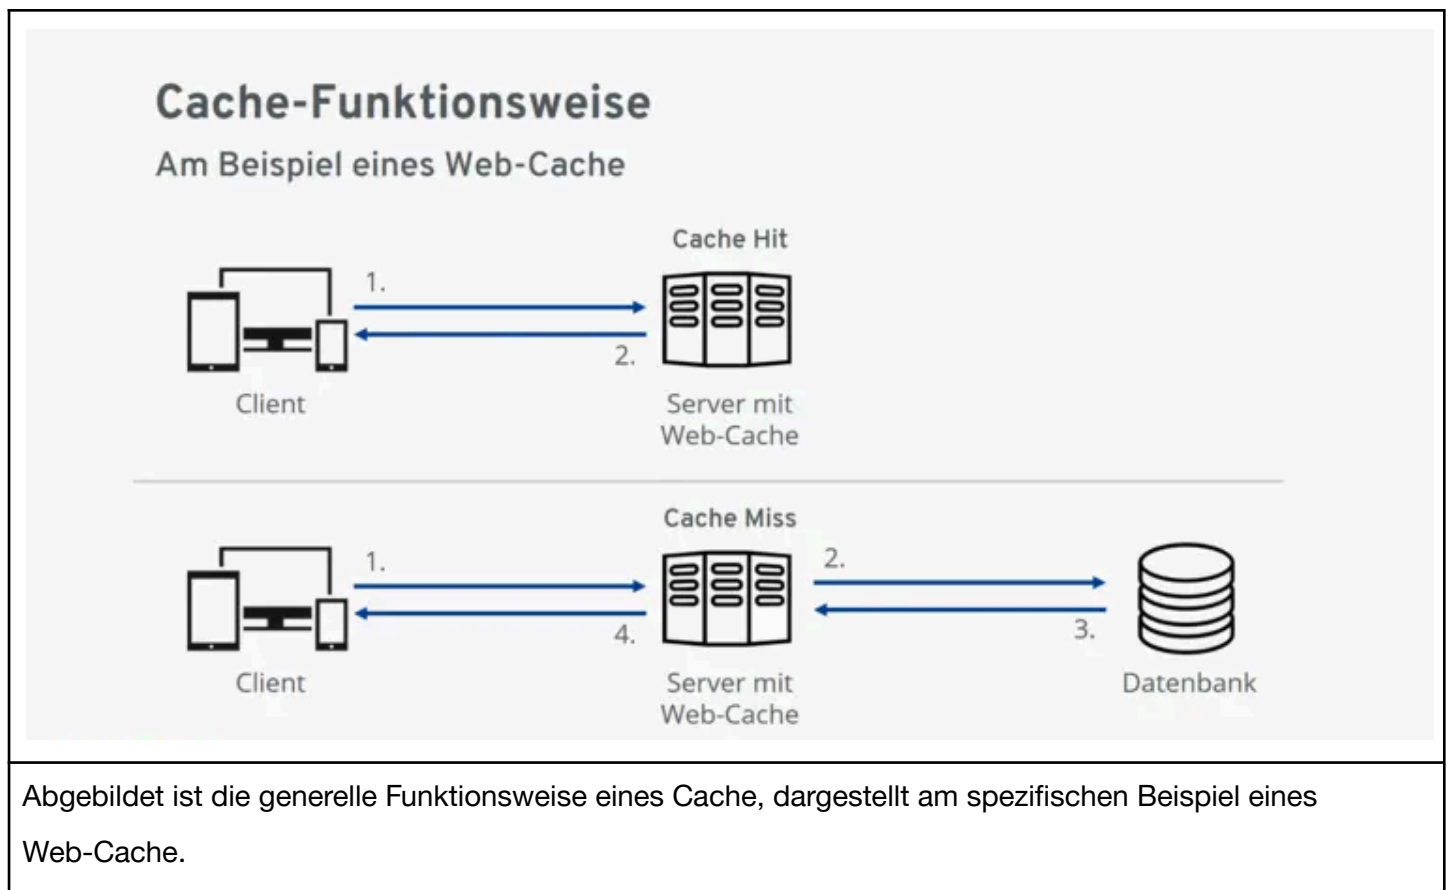 Cache-Funktionsweise
Am Beispiel eines Web-Cache
Cache Hit
1.
2.
Client
Server mit
Web-Cache
Cache Miss
1.
2.
4.
3.
Client
Server mit
Web-Cache
Datenbank
Abgebildet ist die generelle Funktionsweise eines Cache, dargestellt am spezifischen Beispiel eines
Web-Cache.